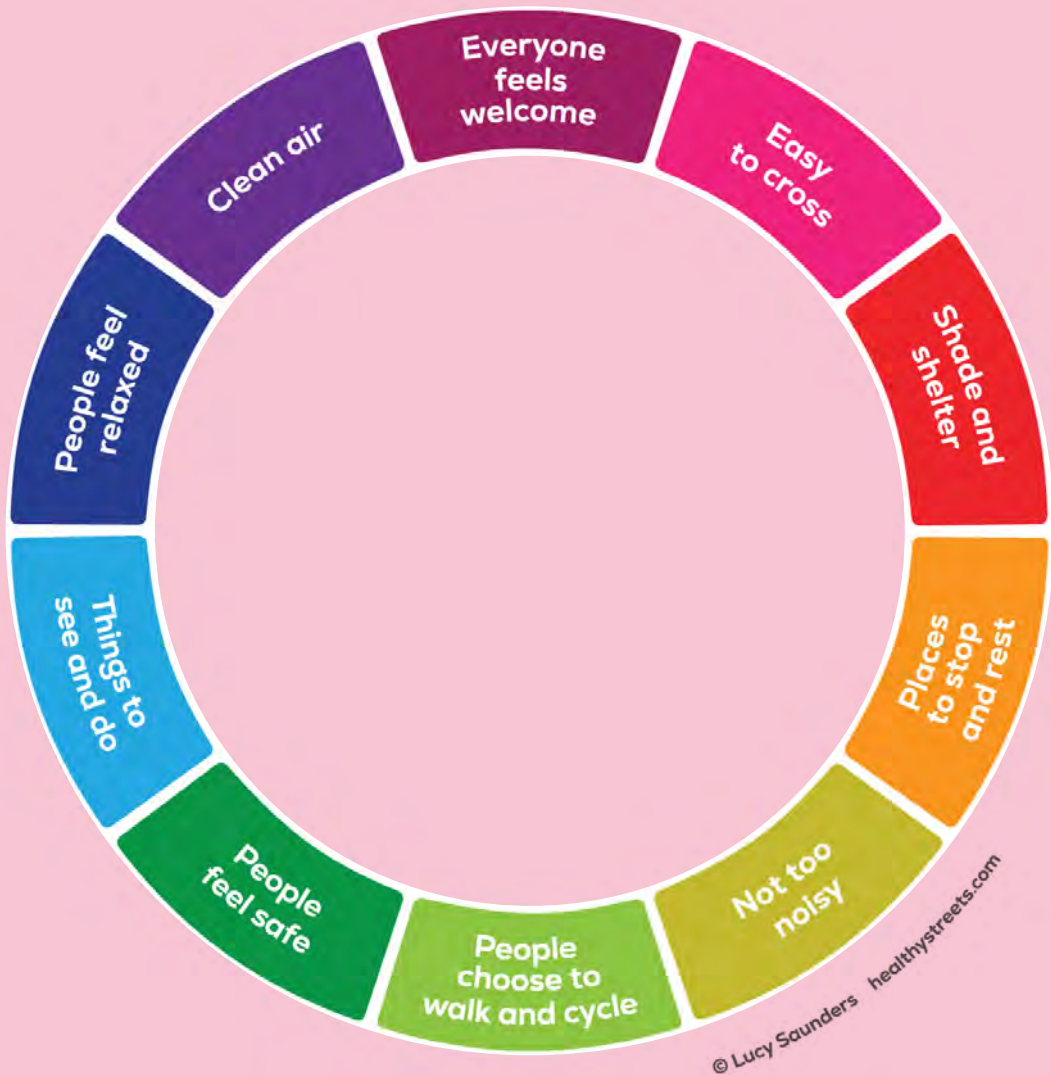 Everyone
feels
welcome
Easy
to cross
Shade and
shelter
Places
to stop
and rest
Not too
noisy
People
choose to
walk and cycle
People
feel safe
Things to
see and do
People feel
relaxed
Clean air
© Lucy Saunders healthystreets.com